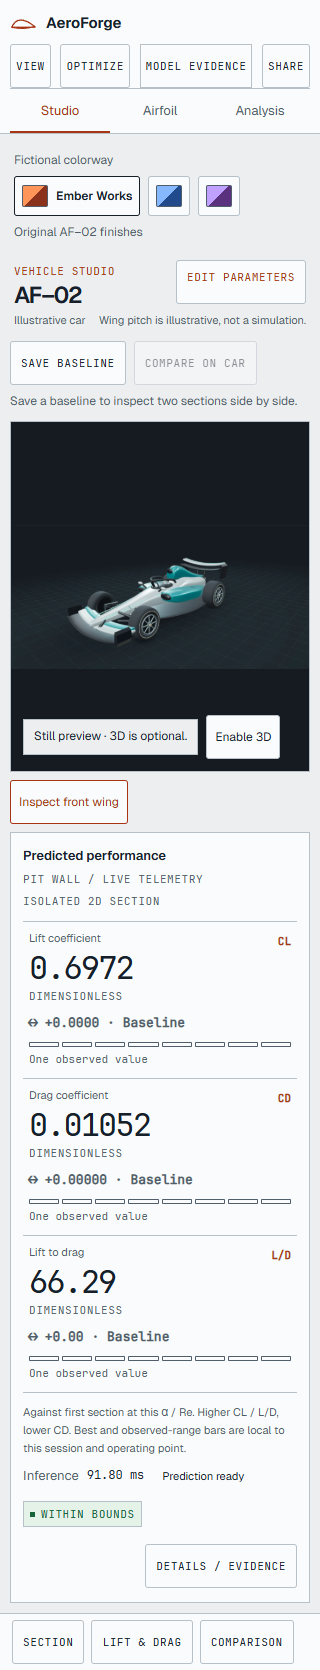 AeroForge
VIEW OPTIMIZE MODEL EVIDENCE SHARE
Studio Airfoil Analysis
Fictional colorway
Ember Works
Original AF–02 finishes
VEHICLE STUDIO
AF–02
EDIT PARAMETERS
Illustrative car Wing pitch is illustrative, not a simulation.
SAVE BASELINE COMPARE ON CAR
Save a baseline to inspect two sections side by side.
Still preview · 3D is optional. Enable 3D
Inspect front wing
Predicted performance
PIT WALL / LIVE TELEMETRY
ISOLATED 2D SECTION
Lift coefficient CL
0.6972
DIMENSIONLESS
↔ +0.0000 · Baseline
One observed value
Drag coefficient CD
0.01052
DIMENSIONLESS
↔ +0.00000 · Baseline
One observed value
Lift to drag L/D
66.29
DIMENSIONLESS
↔ +0.00 · Baseline
One observed value
Against first section at this α / Re. Higher CL / L/D,
lower CD. Best and observed-range bars are local to
this session and operating point.
Inference 91.80 ms Prediction ready
WITHIN BOUNDS
DETAILS / EVIDENCE
SECTION LIFT & DRAG COMPARISON